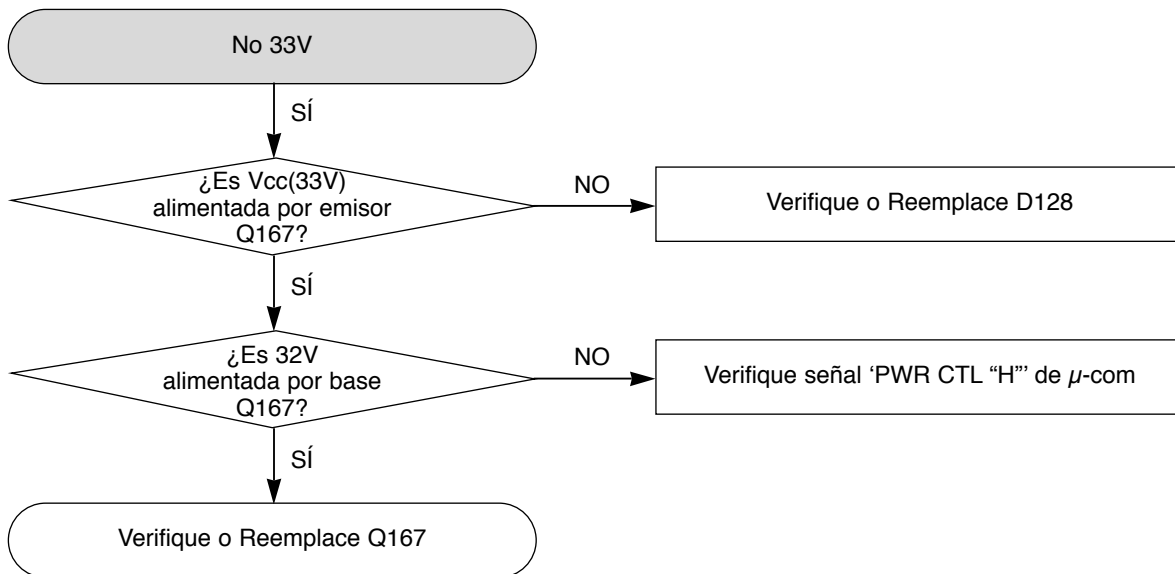 No 33V
SÍ
¿Es Vcc(33V)
alimentada por emisor
Q167?
NO
Verifique o Reemplace D128
SÍ
¿Es 32V
alimentada por base
Q167?
NO
Verifique señal ‘PWR CTL “H”’ de µ-com
SÍ
Verifique o Reemplace Q167